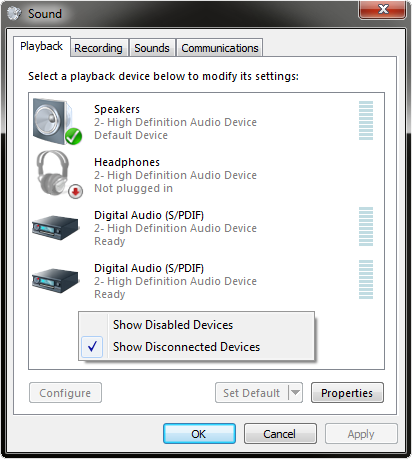 Sound
Playback Recording Sounds Communications
Select a playback device below to modify its settings:
Speakers
2- High Definition Audio Device
Default Device
Headphones
2- High Definition Audio Device
Not plugged in
Digital Audio (S/PDIF)
2- High Definition Audio Device
Ready
Digital Audio (S/PDIF)
2- High Definition Audio Device
Ready
Show Disabled Devices
Show Disconnected Devices
Configure Set Default Properties
OK Cancel Apply